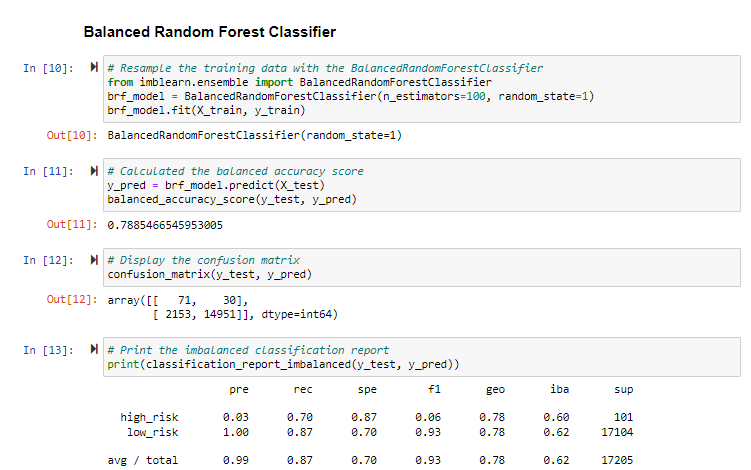 Balanced Random Forest Classifier
In [10]: # Resample the training data with the BalancedRandomForestClassifier
from imblearn.ensemble import BalancedRandomForestClassifier
brf_model = BalancedRandomForestClassifier(n_estimators=100, random_state=1)
brf_model.fit(X_train, y_train)
Out[10]: BalancedRandomForestClassifier(random_state=1)
In [11]: # Calculated the balanced accuracy score
y_pred = brf_model.predict(X_test)
balanced_accuracy_score(y_test, y_pred)
Out[11]: 0.7885466545953005
In [12]: # Display the confusion matrix
confusion_matrix(y_test, y_pred)
Out[12]: array([[   71,    30],
[ 2153, 14951]], dtype=int64)
In [13]: # Print the imbalanced classification report
print(classification_report_imbalanced(y_test, y_pred))
pre rec spe f1 geo iba sup
high_risk 0.03 0.70 0.87 0.06 0.78 0.60 101
low_risk 1.00 0.87 0.70 0.93 0.78 0.62 17104
avg / total 0.99 0.87 0.70 0.93 0.78 0.62 17205